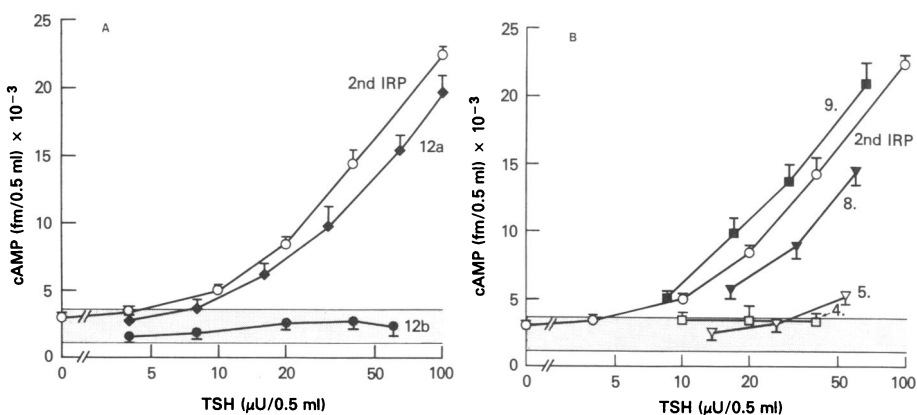 A
cAMP (fm/0.5 ml) × 10⁻³
25
20
15
10
5
0
2nd IRP
12a
12b
0 5 10 20 50 100
TSH (μU/0.5 ml)
B
cAMP (fm/0.5 ml) × 10⁻³
25
20
15
10
5
0
9.
2nd IRP
8.
5.
4.
0 5 10 20 50 100
TSH (μU/0.5 ml)